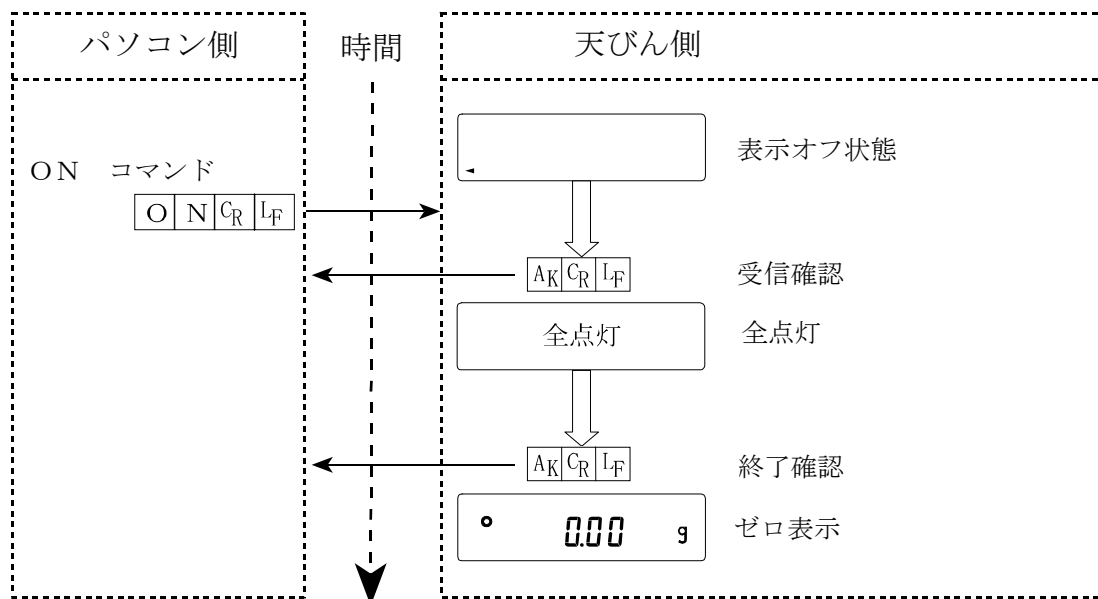 パソコン側
時間
天びん側
表示オフ状態
ＯＮ コマンド
O N CR LF
AK CR LF
受信確認
全点灯
全点灯
AK CR LF
終了確認
0.00 g
ゼロ表示